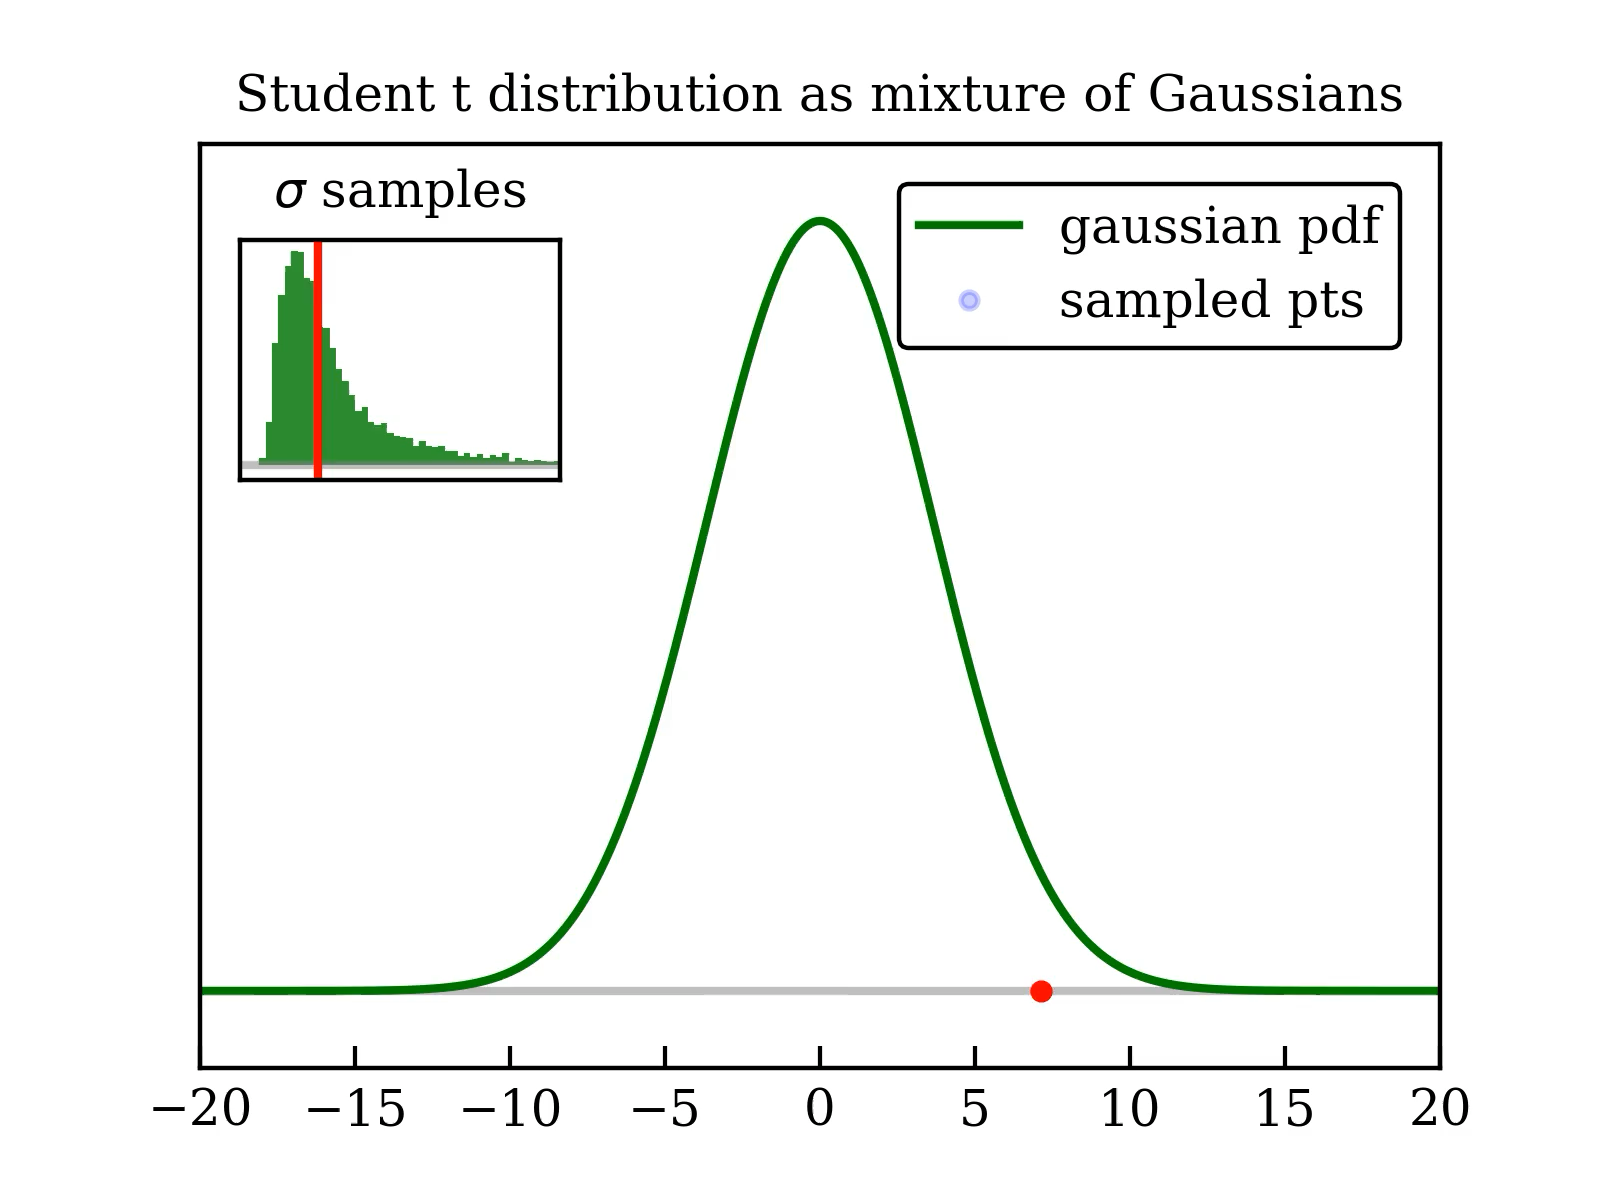 Student t distribution as mixture of Gaussians
σ samples
gaussian pdf
sampled pts
−20 −15 −10 −5 0 5 10 15 20